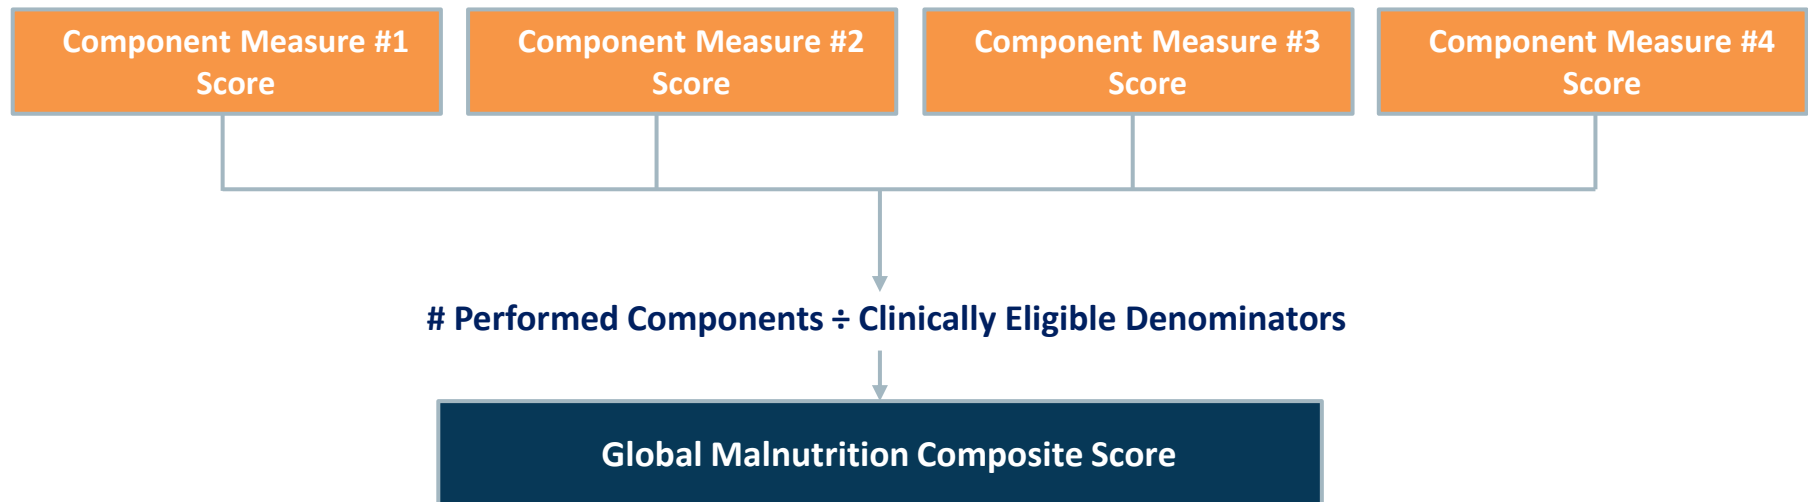 Component Measure #1
Score
Component Measure #2
Score
Component Measure #3
Score
Component Measure #4
Score
# Performed Components ÷ Clinically Eligible Denominators
Global Malnutrition Composite Score